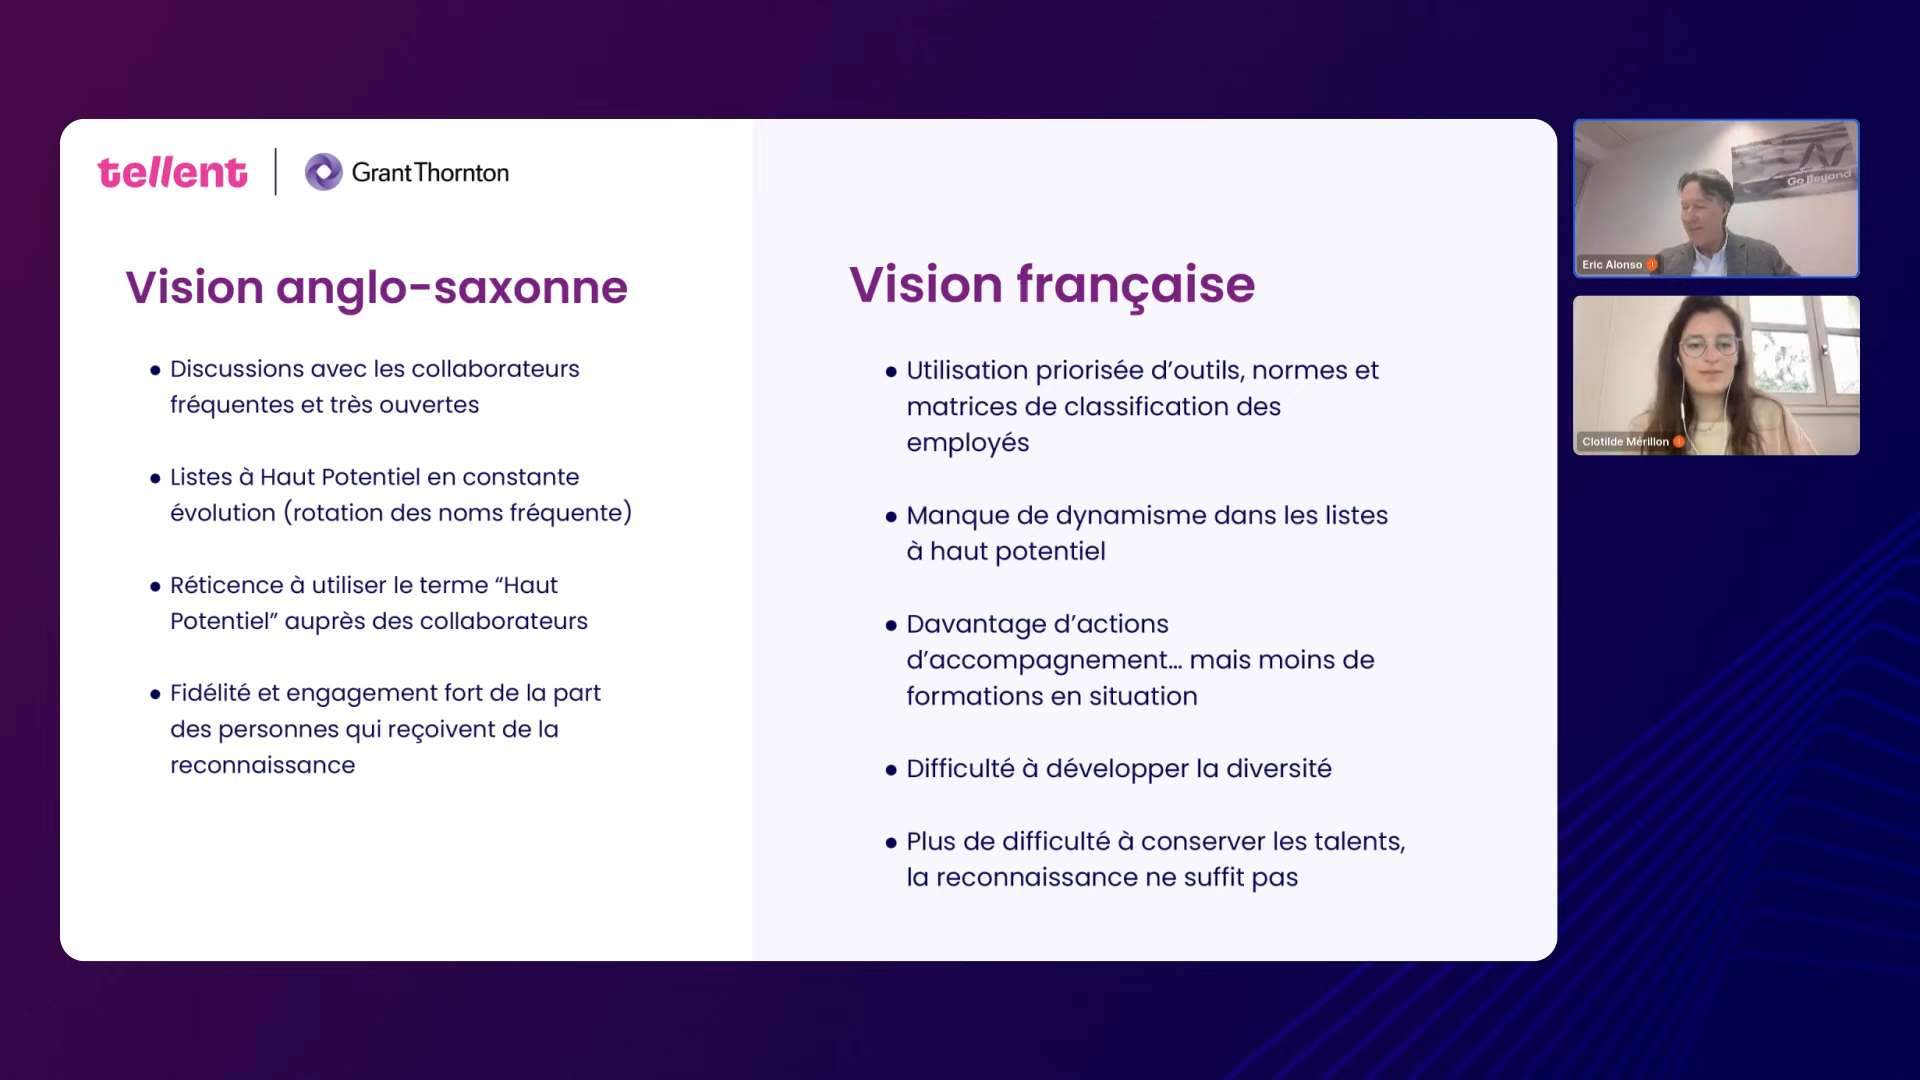 tellent
Grant Thornton
Vision anglo-saxonne
● Discussions avec les collaborateurs
fréquentes et très ouvertes
● Listes à Haut Potentiel en constante
évolution (rotation des noms fréquente)
● Réticence à utiliser le terme “Haut
Potentiel” auprès des collaborateurs
● Fidélité et engagement fort de la part
des personnes qui reçoivent de la
reconnaissance
Vision française
● Utilisation priorisée d’outils, normes et
matrices de classification des
employés
● Manque de dynamisme dans les listes
à haut potentiel
● Davantage d’actions
d’accompagnement... mais moins de
formations en situation
● Difficulté à développer la diversité
● Plus de difficulté à conserver les talents,
la reconnaissance ne suffit pas
Go Beyond
Eric Alonso
Clotilde Mérillon